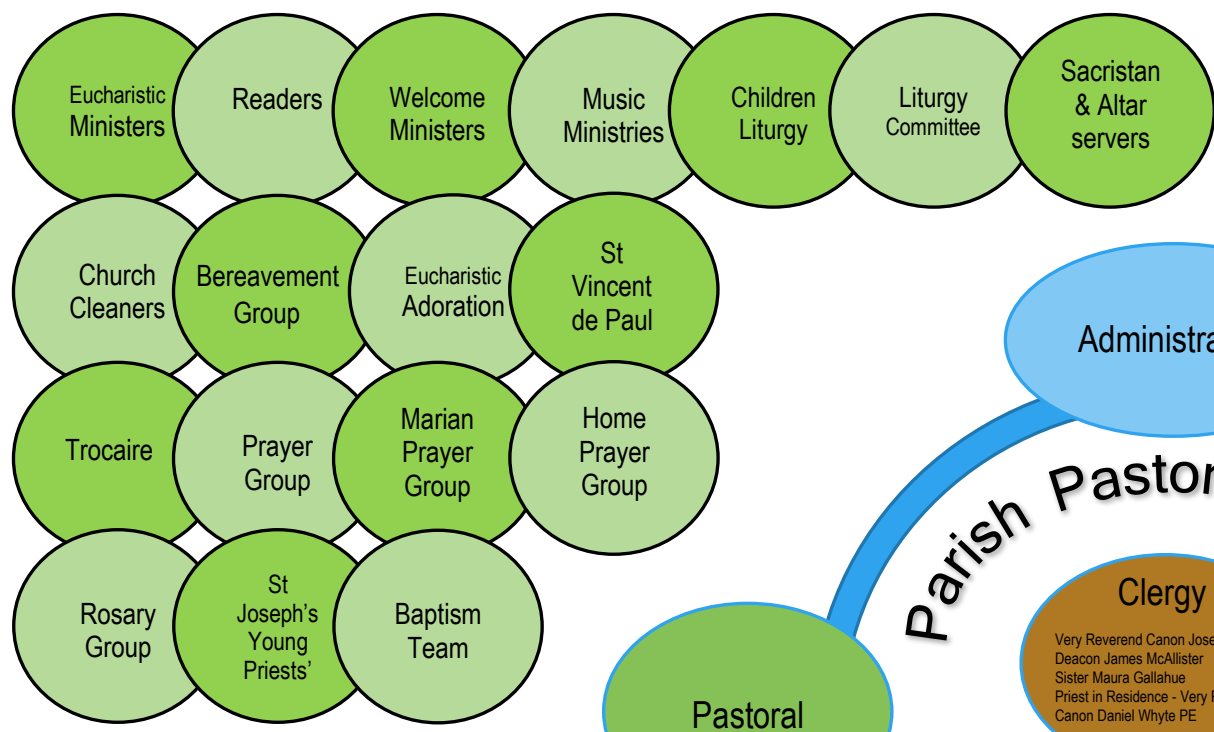 Eucharistic
Ministers
Readers
Welcome
Ministers
Music
Ministries
Children
Liturgy
Liturgy
Committee
Sacristan
& Altar
servers
Church
Cleaners
Bereavement
Group
Eucharistic
Adoration
St
Vincent
de Paul
Trocaire
Prayer
Group
Marian
Prayer
Group
Home
Prayer
Group
Rosary
Group
St
Joseph's
Young
Priests'
Baptism
Team
Administra
Parish Pastor
Clergy
Very Reverend Canon Jose
Deacon James McAllister
Sister Maura Gallahue
Priest in Residence - Very
Canon Daniel Whyte PE
Pastoral